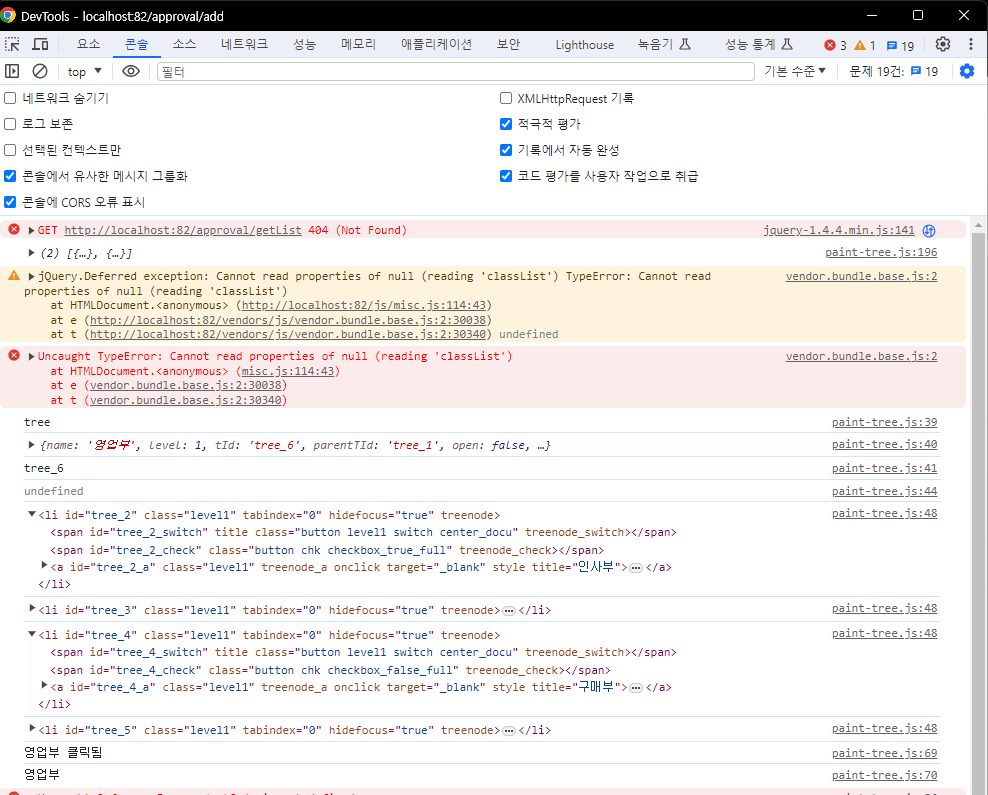 DevTools - localhost:82/approval/add
요소 콘솔 소스 네트워크 성능 메모리 애플리케이션 보안 Lighthouse 녹음기 성능 통계 3 1 19
top 필터 기본 수준 문제 19건: 19
네트워크 숨기기 XMLHttpRequest 기록
로그 보존 적극적 평가
선택된 컨텍스트만 기록에서 자동 완성
콘솔에서 유사한 메시지 그룹화 코드 평가를 사용자 작업으로 취급
콘솔에 CORS 오류 표시
GET http://localhost:82/approval/getList 404 (Not Found) jquery-1.4.4.min.js:141
(2) [{…}, {…}] paint-tree.js:196
jQuery.Deferred exception: Cannot read properties of null (reading 'classList') TypeError: Cannot read vendor.bundle.base.js:2
properties of null (reading 'classList')
at HTMLDocument.<anonymous> (http://localhost:82/js/misc.js:114:43)
at e (http://localhost:82/vendors/js/vendor.bundle.base.js:2:30038)
at t (http://localhost:82/vendors/js/vendor.bundle.base.js:2:30340) undefined
Uncaught TypeError: Cannot read properties of null (reading 'classList') vendor.bundle.base.js:2
at HTMLDocument.<anonymous> (misc.js:114:43)
at e (vendor.bundle.base.js:2:30038)
at t (vendor.bundle.base.js:2:30340)
tree paint-tree.js:39
{name: '영업부', level: 1, tId: 'tree_6', parentTId: 'tree_1', open: false, …} paint-tree.js:40
tree_6 paint-tree.js:41
undefined paint-tree.js:44
<li id="tree_2" class="level1" tabindex="0" hidefocus="true" treenode> paint-tree.js:48
<span id="tree_2_switch" title class="button level1 switch center_docu" treenode_switch></span>
<span id="tree_2_check" class="button chk checkbox_true_full" treenode_check></span>
<a id="tree_2_a" class="level1" treenode_a onclick target="_blank" style title="인사부">…</a>
</li>
<li id="tree_3" class="level1" tabindex="0" hidefocus="true" treenode>…</li> paint-tree.js:48
<li id="tree_4" class="level1" tabindex="0" hidefocus="true" treenode> paint-tree.js:48
<span id="tree_4_switch" title class="button level1 switch center_docu" treenode_switch></span>
<span id="tree_4_check" class="button chk checkbox_false_full" treenode_check></span>
<a id="tree_4_a" class="level1" treenode_a onclick target="_blank" style title="구매부">…</a>
</li>
<li id="tree_5" class="level1" tabindex="0" hidefocus="true" treenode>…</li> paint-tree.js:48
영업부 클릭됨 paint-tree.js:69
영업부 paint-tree.js:70